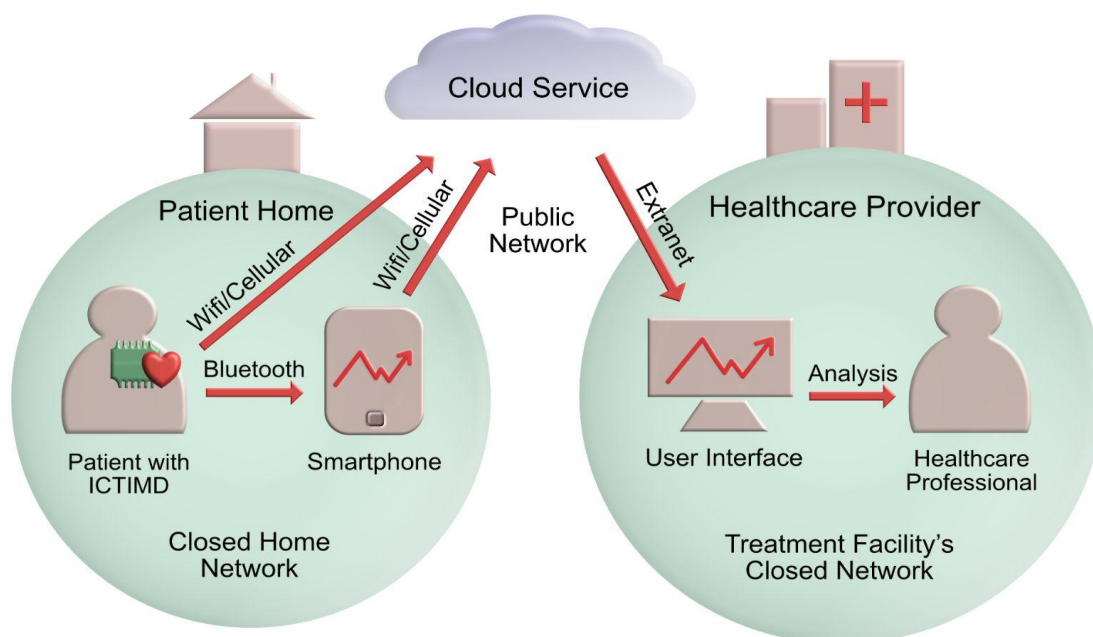 Cloud Service
Patient Home
Wifi/Cellular
Wifi/Cellular
Public
Network
Extranet
Healthcare Provider
Bluetooth
Analysis
Patient with
ICTIMD
Smartphone
User Interface
Healthcare
Professional
Closed Home
Network
Treatment Facility's
Closed Network